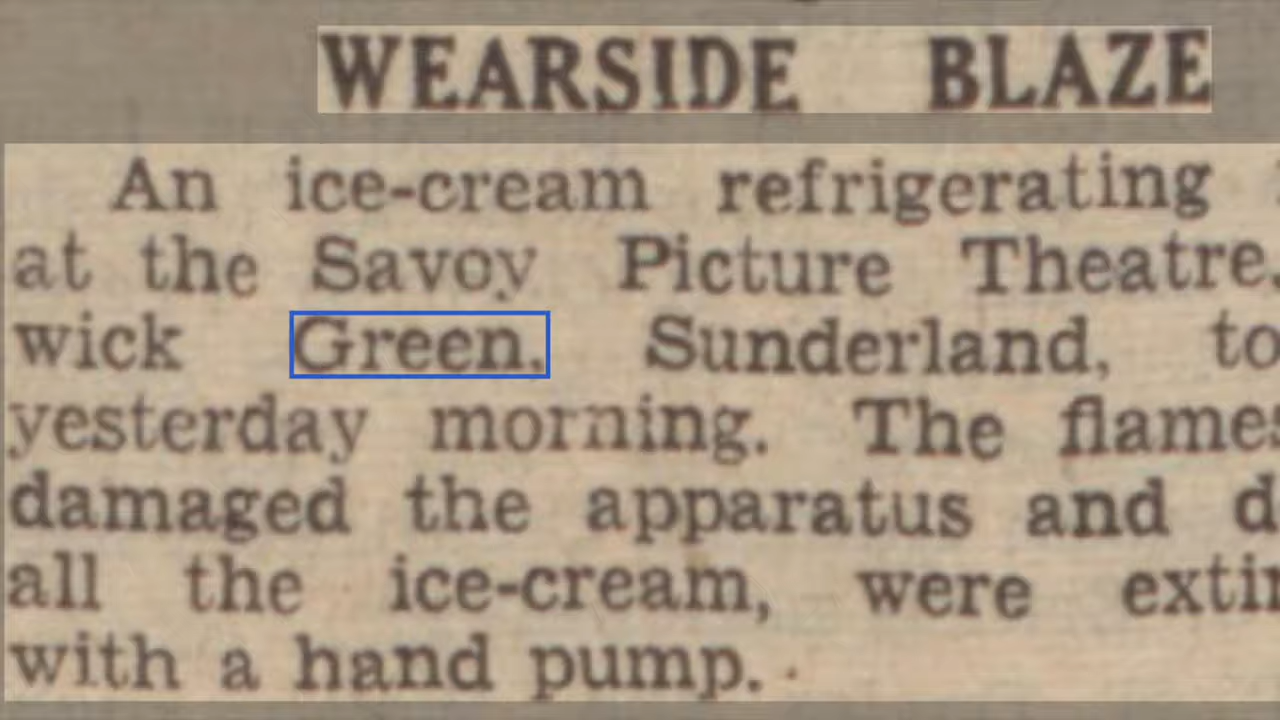 WEARSIDE BLAZE
An ice-cream refrigerating
at the Savoy Picture Theatre,
wick Green, Sunderland, to
yesterday morning. The flames
damaged the apparatus and d
all the ice-cream, were extin
with a hand pump.